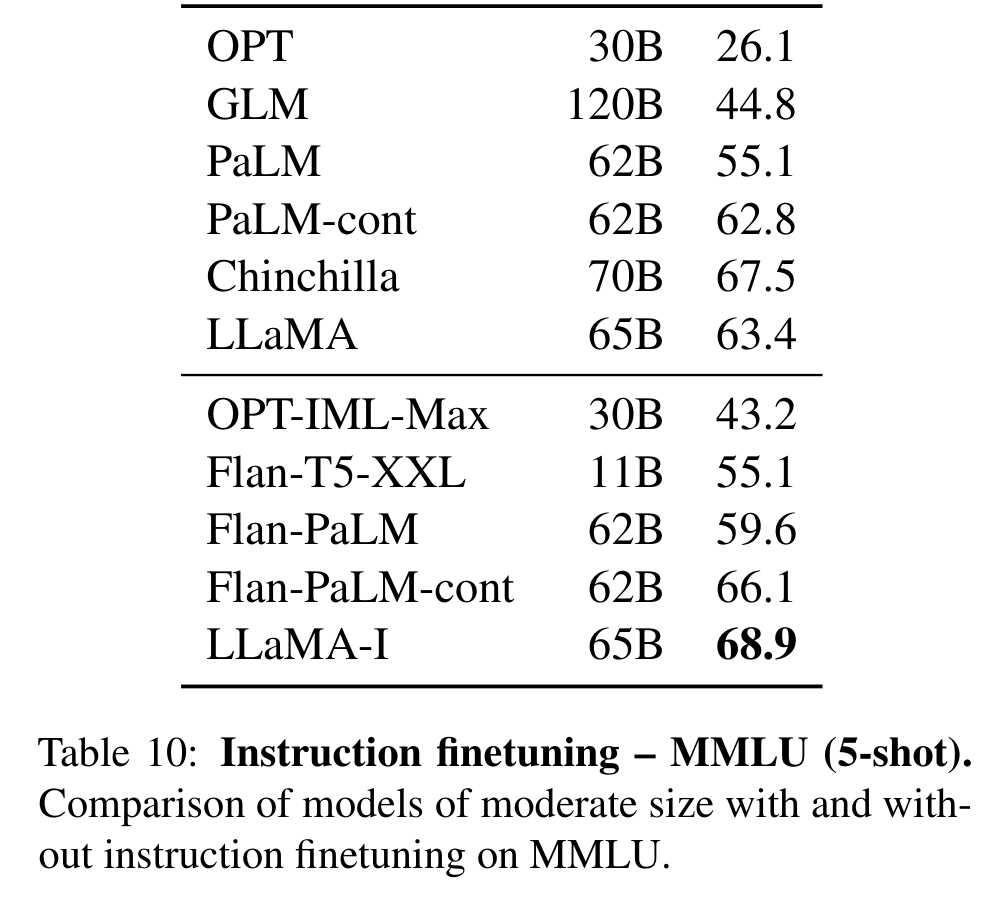 OPT 30B 26.1
GLM 120B 44.8
PaLM 62B 55.1
PaLM-cont 62B 62.8
Chinchilla 70B 67.5
LLaMA 65B 63.4
OPT-IML-Max 30B 43.2
Flan-T5-XXL 11B 55.1
Flan-PaLM 62B 59.6
Flan-PaLM-cont 62B 66.1
LLaMA-I 65B 68.9
Table 10: Instruction finetuning – MMLU (5-shot).
Comparison of models of moderate size with and with-
out instruction finetuning on MMLU.